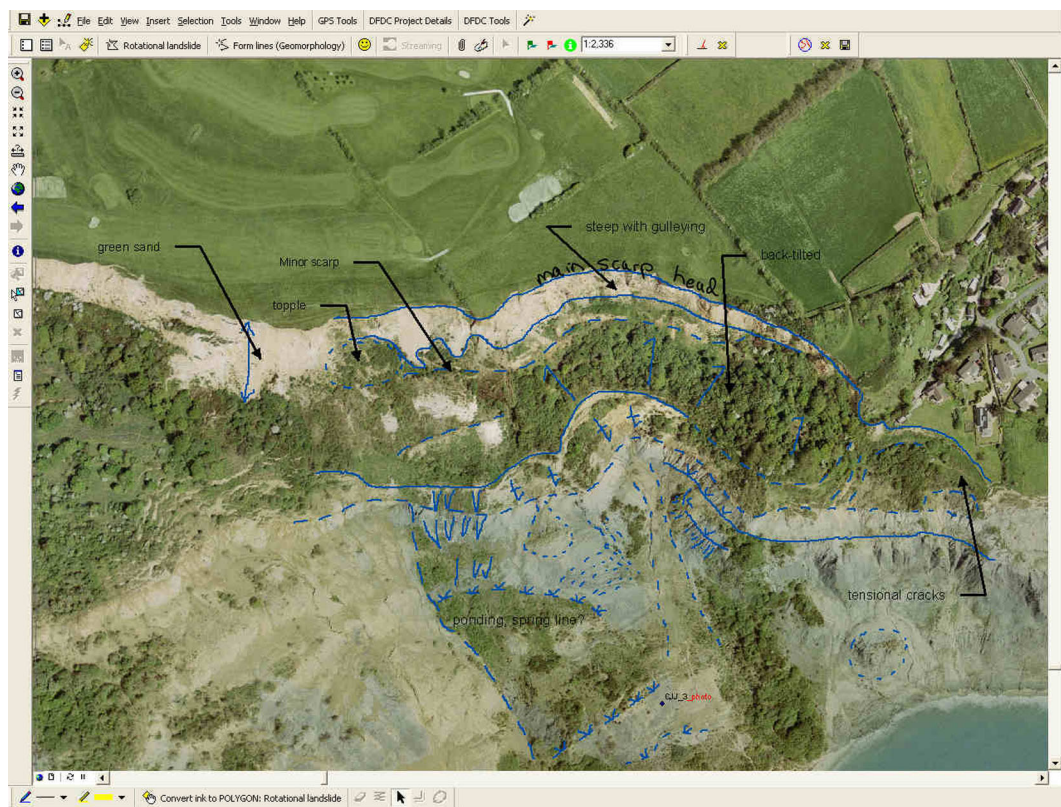 File Edit View Insert Selection Tools Window Help GPS Tools DFDC Project Details DFDC Tools
Rotational landslide Form lines (Geomorphology) Streaming 1:2,336
steep with gulleying
green sand
Minor scarp
back-tilted
main scarp head
topple
tensional cracks
ponding, spring line?
CJJ_3_photo
Convert ink to POLYGON: Rotational landslide